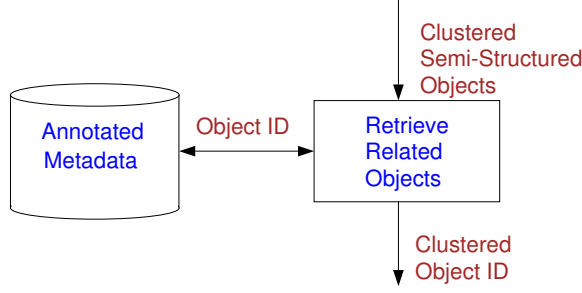 Clustered
Semi-Structured
Objects
Annotated
Metadata
Object ID
Retrieve
Related
Objects
Clustered
Object ID